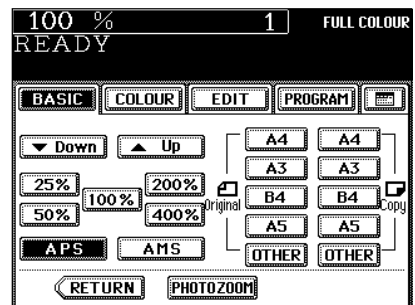 100 % 1 FULL COLOUR
READY
BASIC COLOUR EDIT PROGRAM
Down Up
A4 A4
A3 A3
25% 200%
100%
Original B4 B4 Copy
50% 400%
A5 A5
APS AMS
OTHER OTHER
RETURN PHOTOZOOM